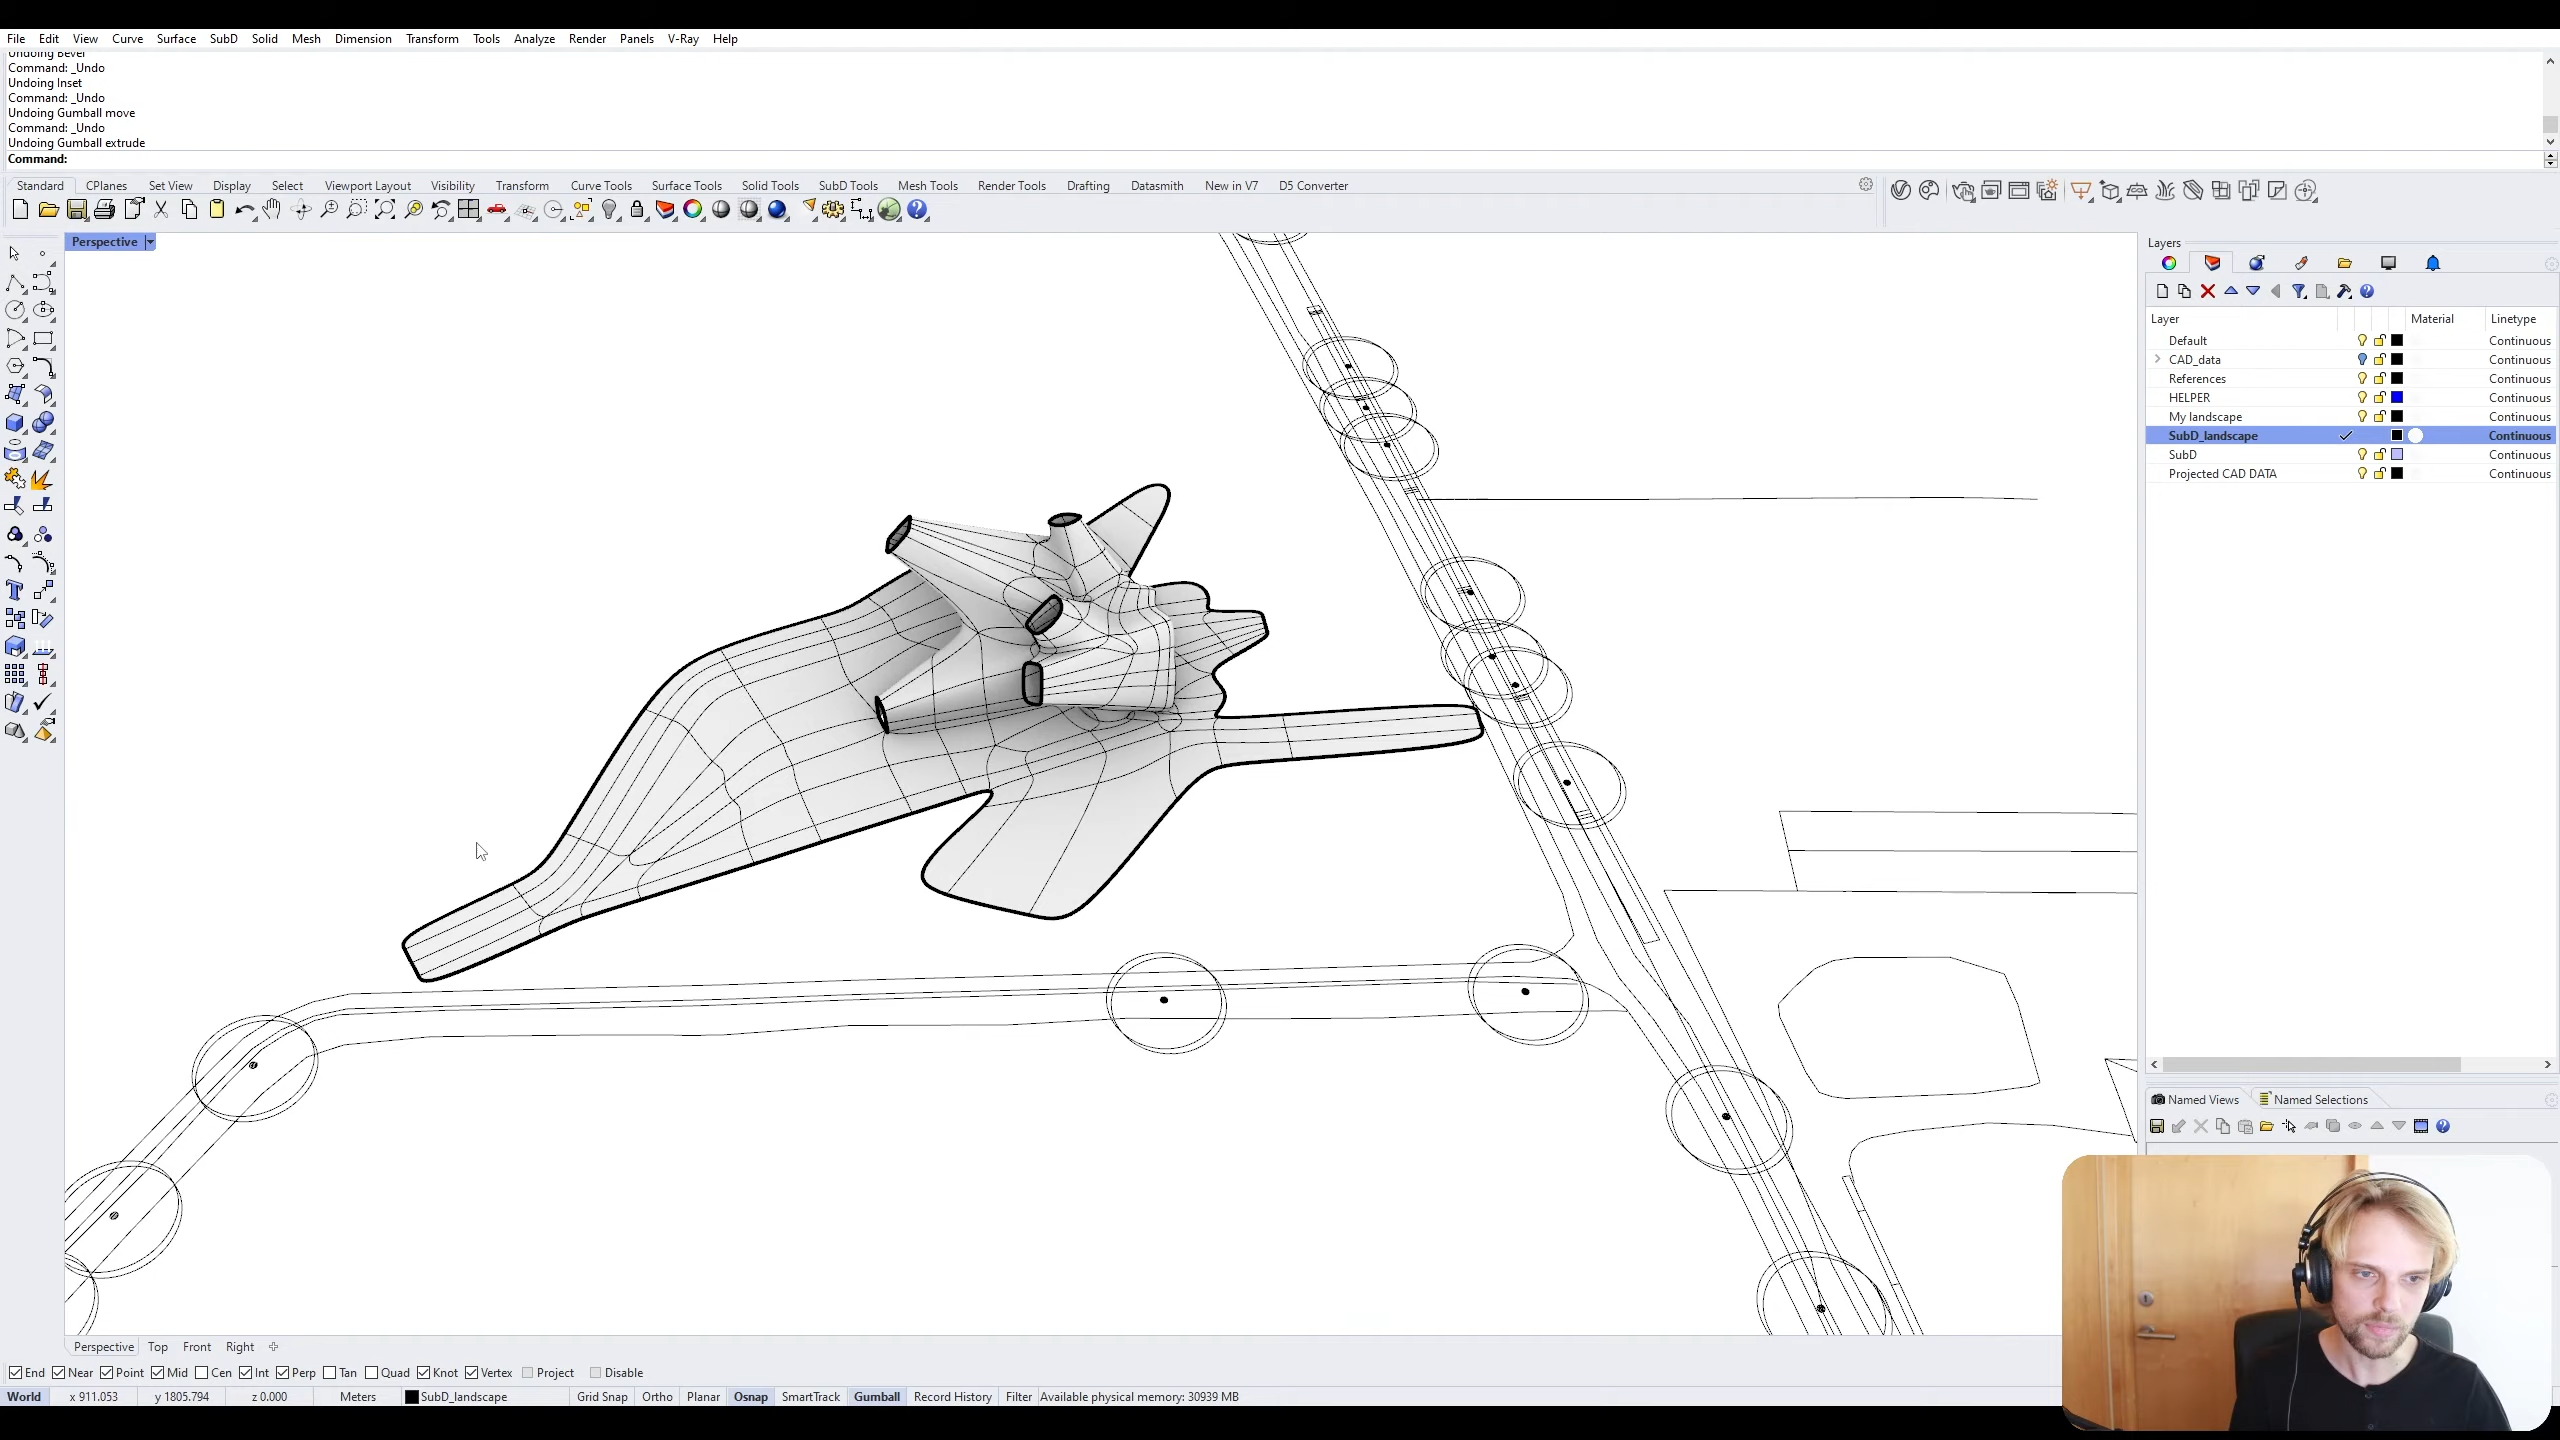 File Edit View Curve Surface SubD Solid Mesh Dimension Transform Tools Analyze Render Panels V-Ray Help
Undoing Bevel
Command: _Undo
Undoing Inset
Command: _Undo
Undoing Gumball move
Command: _Undo
Undoing Gumball extrude
Command:
Standard CPlanes Set View Display Select Viewport Layout Visibility Transform Curve Tools Surface Tools Solid Tools SubD Tools Mesh Tools Render Tools Drafting Datasmith New in V7 D5 Converter
Perspective
Layers
Layer Material Linetype
Default Continuous
CAD_data Continuous
References Continuous
HELPER Continuous
My landscape Continuous
SubD_landscape Continuous
SubD Continuous
Projected CAD DATA Continuous
Named Views Named Selections
Perspective Top Front Right
End Near Point Mid Cen Int Perp Tan Quad Knot Vertex Project Disable
World x 911.053 y 1805.794 z 0.000 Meters SubD_landscape Grid Snap Ortho Planar Osnap SmartTrack Gumball Record History Filter Available physical memory: 30939 MB